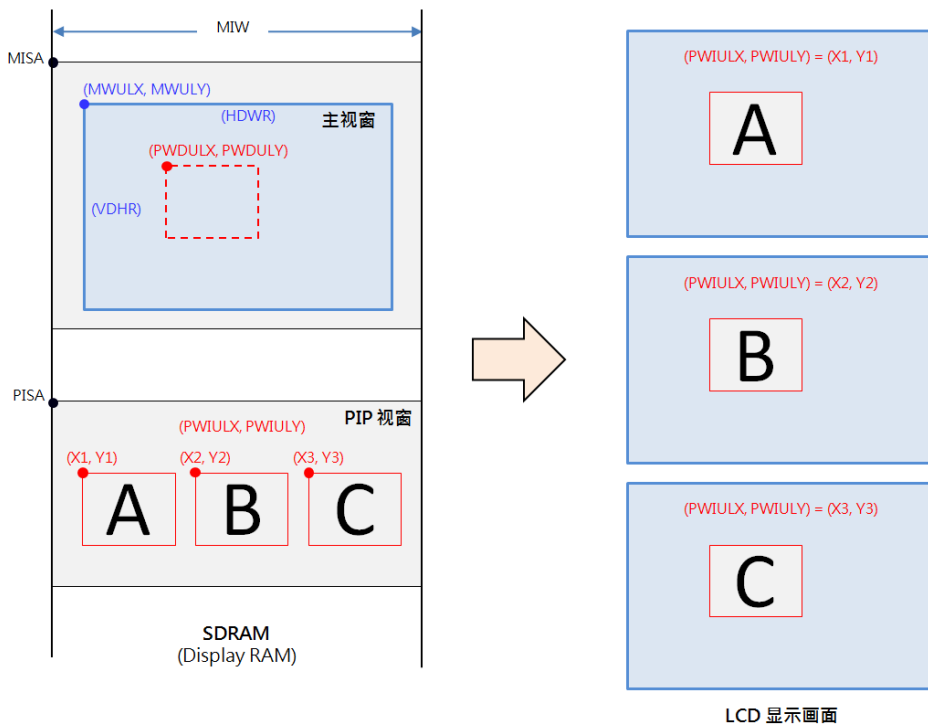 MIW
MISA
(MWULX, MWULY)
(HDWR)
主视窗
(PWDULX, PWDULY)
(VDHR)
PISA
PIP 视窗
(PWIULX, PWIULY)
(X1, Y1)
(X2, Y2)
(X3, Y3)
A
B
C
SDRAM
(Display RAM)
(PWIULX, PWIULY) = (X1, Y1)
A
(PWIULX, PWIULY) = (X2, Y2)
B
(PWIULX, PWIULY) = (X3, Y3)
C
LCD 显示画面